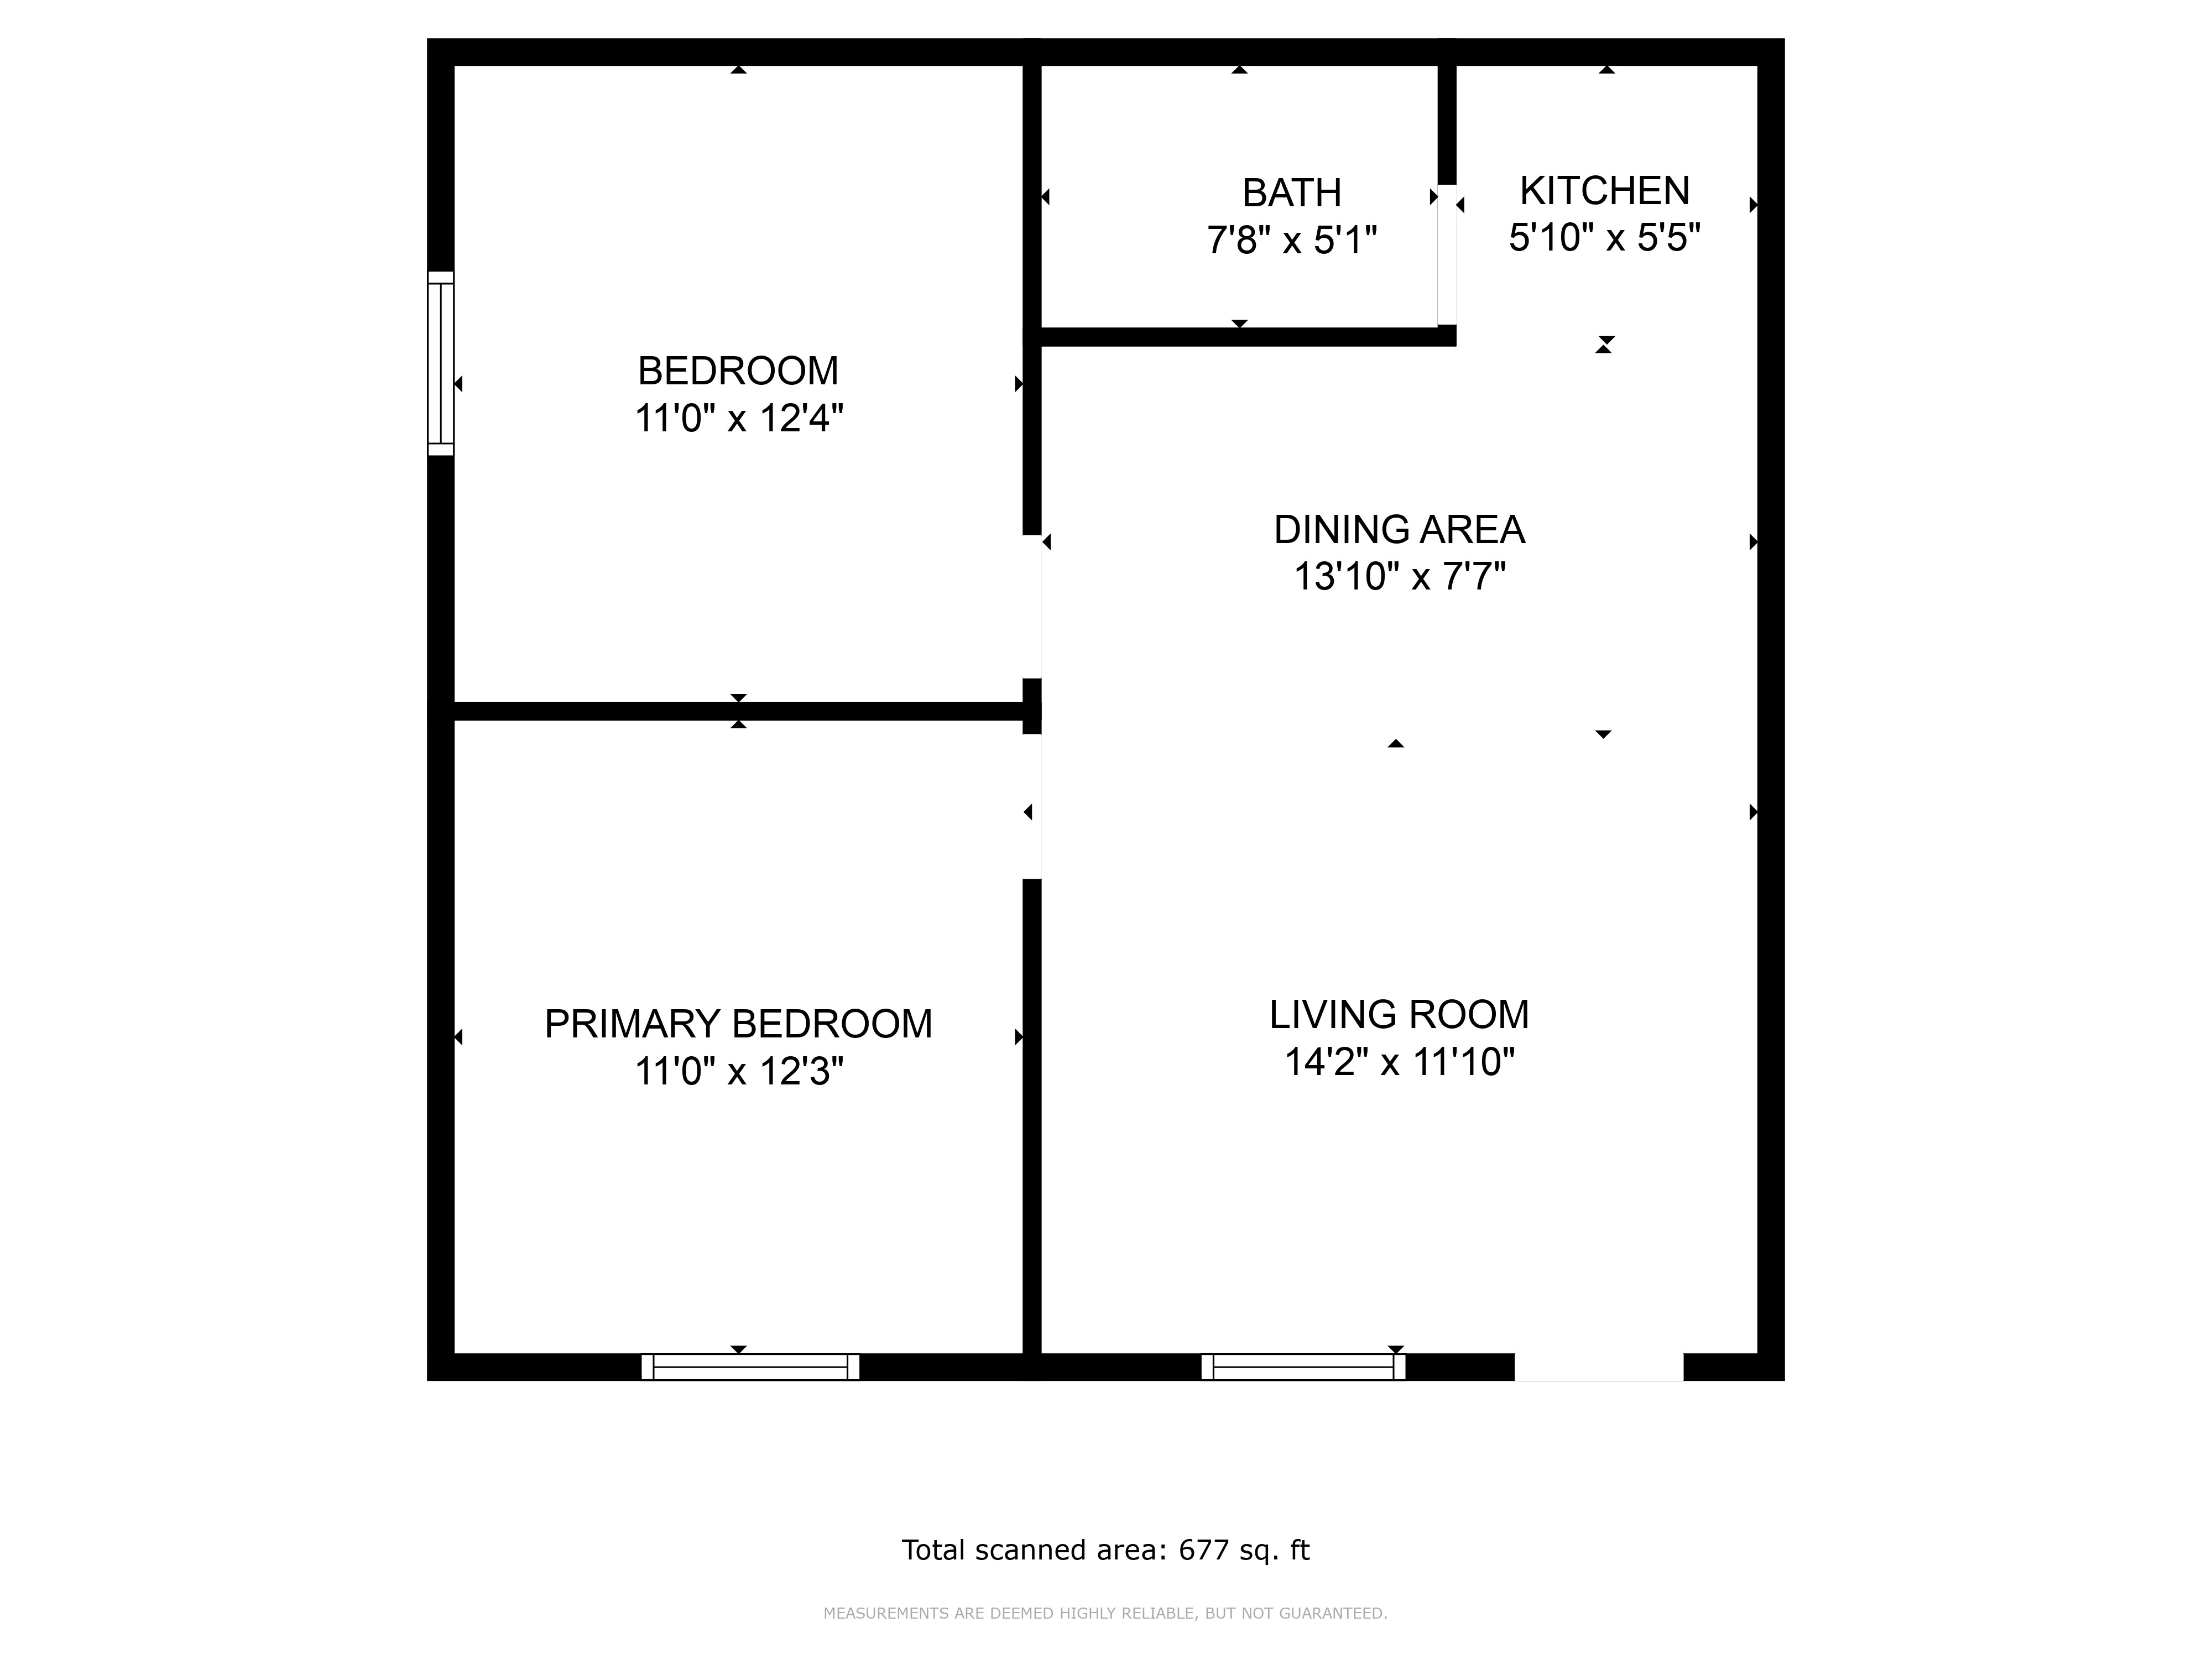 BATH
7'8" x 5'1"
KITCHEN
5'10" x 5'5"
BEDROOM
11'0" x 12'4"
DINING AREA
13'10" x 7'7"
PRIMARY BEDROOM
11'0" x 12'3"
LIVING ROOM
14'2" x 11'10"
Total scanned area: 677 sq. ft
MEASUREMENTS ARE DEEMED HIGHLY RELIABLE, BUT NOT GUARANTEED.